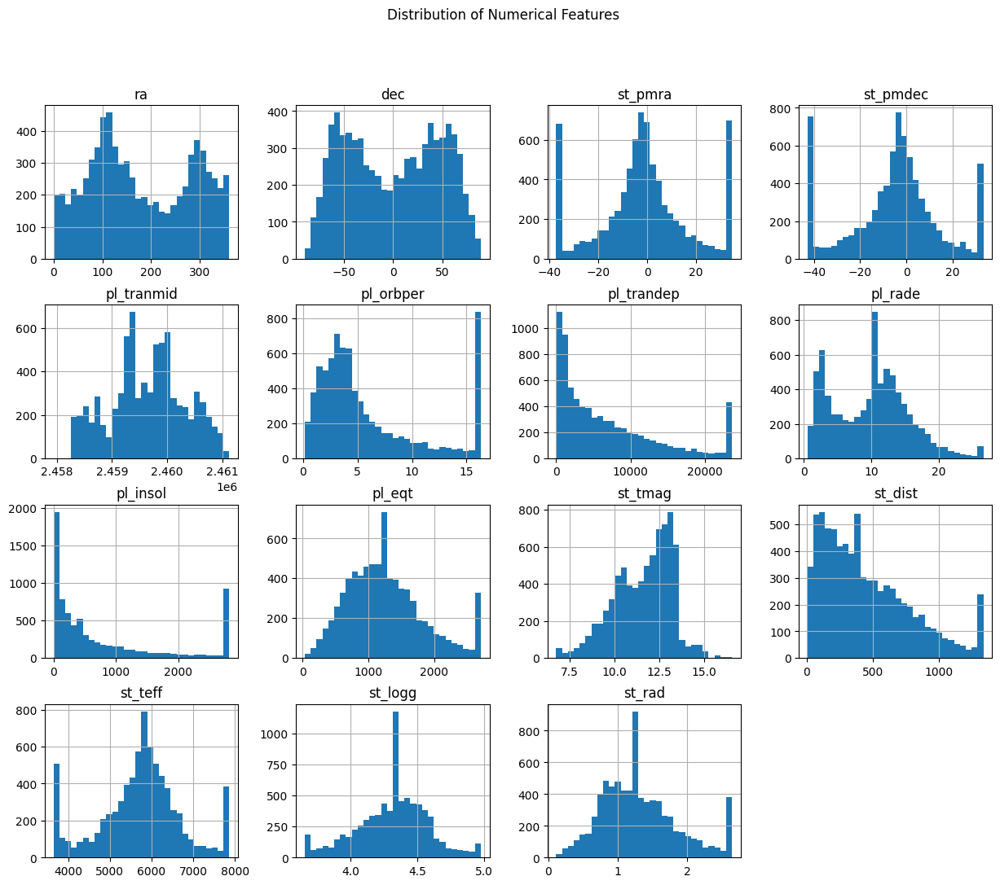 Distribution of Numerical Features
ra dec st_pmra st_pmdec
400 300 200 100 0
0 100 200 300
400 300 200 100 0
−50 0 50
600 400 200 0
−40 −20 0 20
800 600 400 200 0
−40 −20 0 20
pl_tranmid pl_orbper pl_trandep pl_rade
600 400 200 0
2.458 2.459 2.460 2.461
1e6
800 600 400 200 0
0 5 10 15
1000 800 600 400 200 0
0 10000 20000
800 600 400 200 0
0 10 20
pl_insol pl_eqt st_tmag st_dist
2000 1500 1000 500 0
0 1000 2000
600 400 200 0
0 1000 2000
800 600 400 200 0
7.5 10.0 12.5 15.0
500 400 300 200 100 0
0 500 1000
st_teff st_logg st_rad
800 600 400 200 0
4000 5000 6000 7000 8000
1000 750 500 250 0
4.0 4.5 5.0
800 600 400 200 0
0 1 2